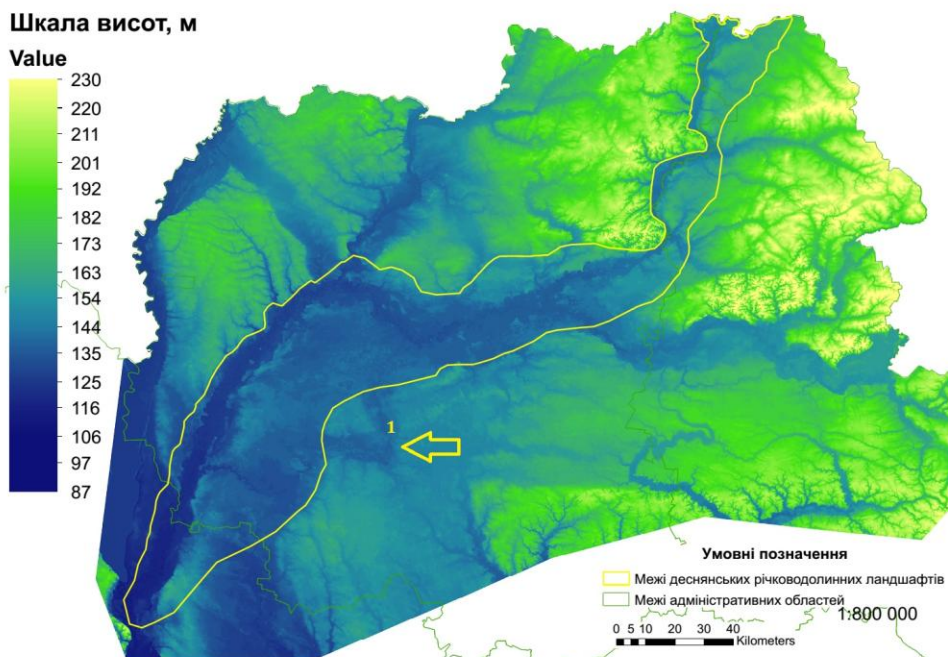 Шкала висот, м
Value
230
220
211
201
192
182
173
163
154
144
135
125
116
106
97
87
1
Умовні позначення
Межі деснянських річководолинних ландшафтів
Межі адміністративних областей
1:800 000
0 5 10 20 30 40
Kilometers